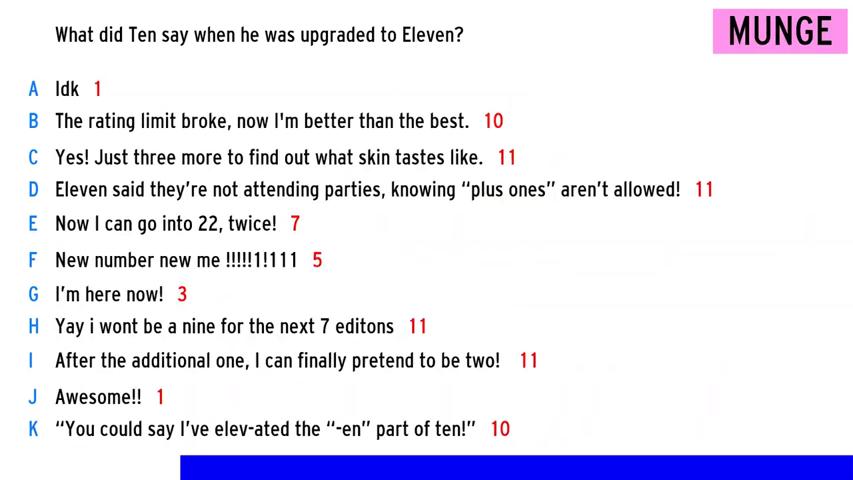 What did Ten say when he was upgraded to Eleven?
MUNGE
A Idk 1
B The rating limit broke, now I'm better than the best. 10
C Yes! Just three more to find out what skin tastes like. 11
D Eleven said they’re not attending parties, knowing “plus ones” aren’t allowed! 11
E Now I can go into 22, twice! 7
F New number new me !!!!!1!111 5
G I’m here now! 3
H Yay i wont be a nine for the next 7 editons 11
I After the additional one, I can finally pretend to be two! 11
J Awesome!! 1
K “You could say I’ve elev-ated the “-en” part of ten!” 10